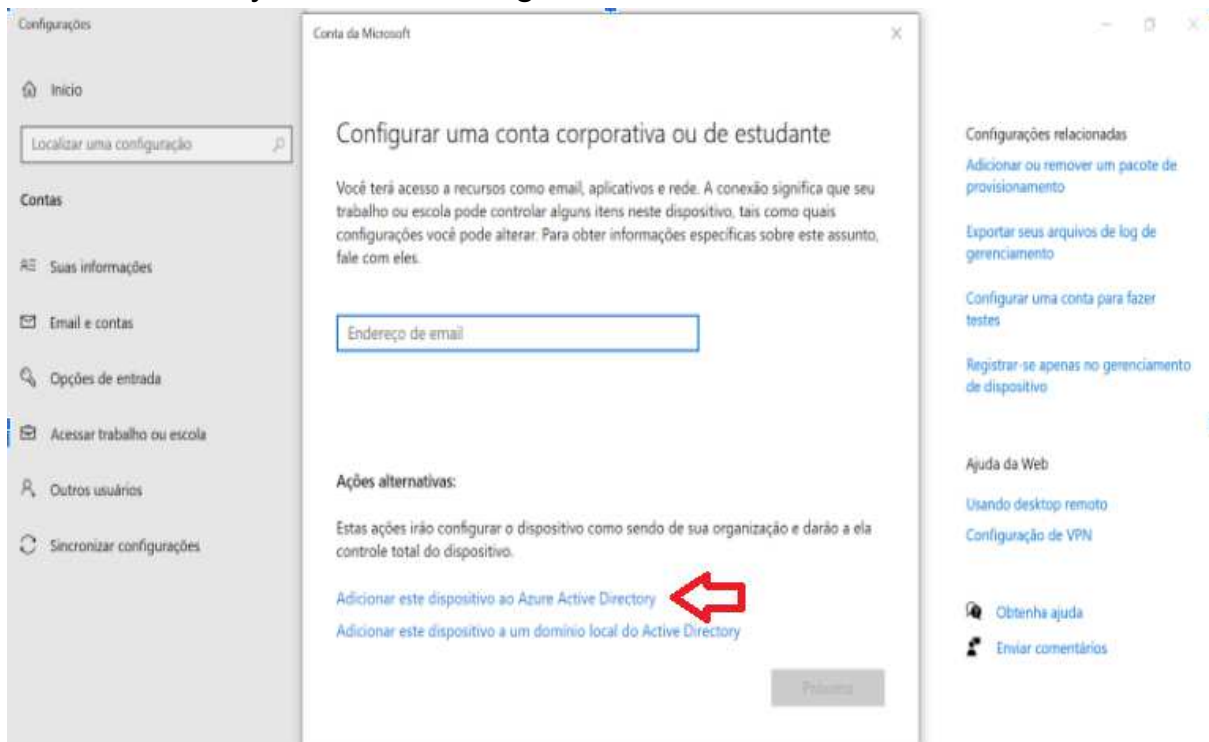 Configurações
Início
Localizar uma configuração
Contas
Suas informações
Email e contas
Opções de entrada
Acessar trabalho ou escola
Outros usuários
Sincronizar configurações
Conta da Microsoft
Configurar uma conta corporativa ou de estudante
Você terá acesso a recursos como email, aplicativos e rede. A conexão significa que seu
trabalho ou escola pode controlar alguns itens neste dispositivo, tais como quais
configurações você pode alterar. Para obter informações específicas sobre este assunto,
fale com eles.
Endereço de email
Ações alternativas:
Estas ações irão configurar o dispositivo como sendo de sua organização e darão a ela
controle total do dispositivo.
Adicionar este dispositivo ao Azure Active Directory
Adicionar este dispositivo a um domínio local do Active Directory
Próximo
Configurações relacionadas
Adicionar ou remover um pacote de
provisionamento
Exportar seus arquivos de log de
gerenciamento
Configurar uma conta para fazer
testes
Registrar-se apenas no gerenciamento
de dispositivo
Ajuda da Web
Usando desktop remoto
Configuração de VPN
Obtenha ajuda
Enviar comentários